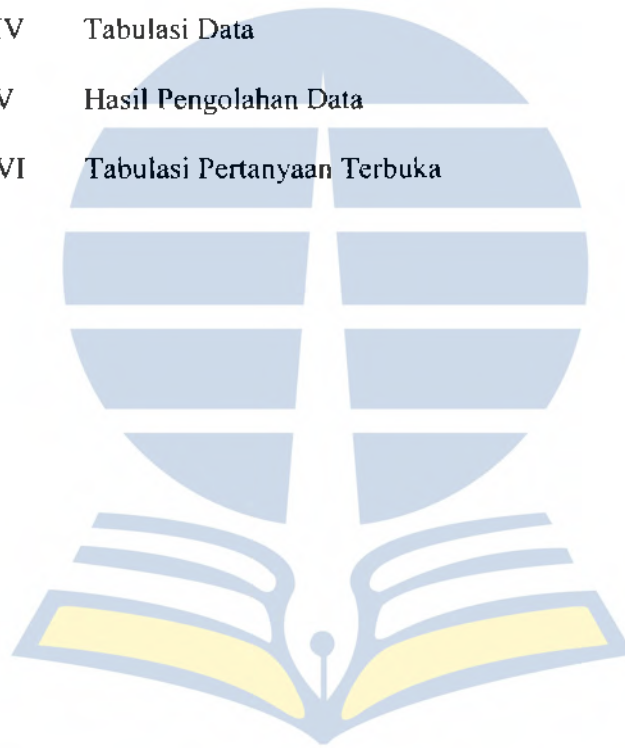 IV Tabulasi Data
V Hasil Pengolahan Data
VI Tabulasi Pertanyaan Terbuka